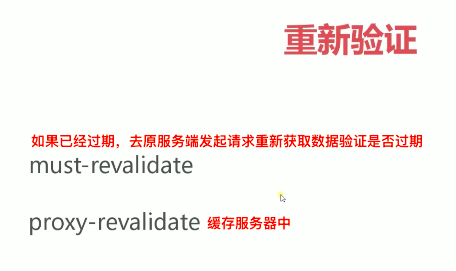 重新验证
如果已经过期，去原服务端发起请求重新获取数据验证是否过期
must-revalidate
proxy-revalidate 缓存服务器中